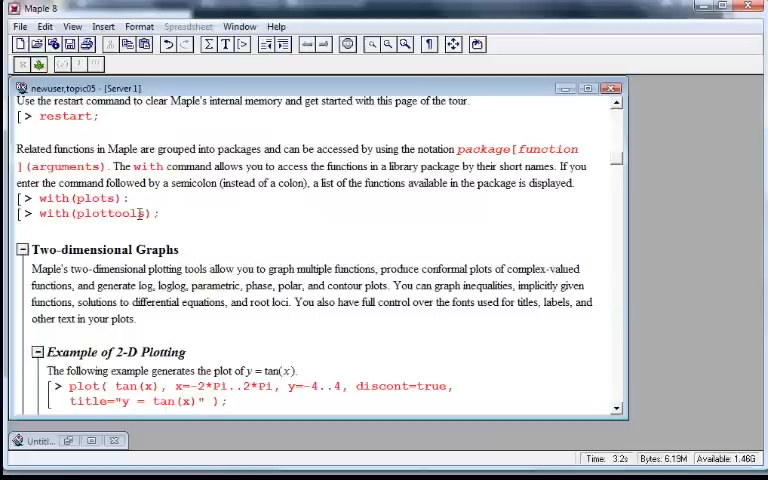 Maple 8
File Edit View Insert Format Spreadsheet Window Help
newuser,topic05 - [Server 1]
Use the restart command to clear Maple's internal memory and get started with this page of the tour.
[> restart;
Related functions in Maple are grouped into packages and can be accessed by using the notation package[function
](arguments). The with command allows you to access the functions in a library package by their short names. If you
enter the command followed by a semicolon (instead of a colon), a list of the functions available in the package is displayed.
[> with(plots):
[> with(plottools);
Two-dimensional Graphs
Maple's two-dimensional plotting tools allow you to graph multiple functions, produce conformal plots of complex-valued
functions, and generate log, loglog, parametric, phase, polar, and contour plots. You can graph inequalities, implicitly given
functions, solutions to differential equations, and root loci. You also have full control over the fonts used for titles, labels, and
other text in your plots.
Example of 2-D Plotting
The following example generates the plot of y = tan(x).
[> plot( tan(x), x=-2*Pi..2*Pi, y=-4..4, discont=true,
title="y = tan(x)" );
Untitl...
Time: 3.2s Bytes: 6.19M Available: 1.46G